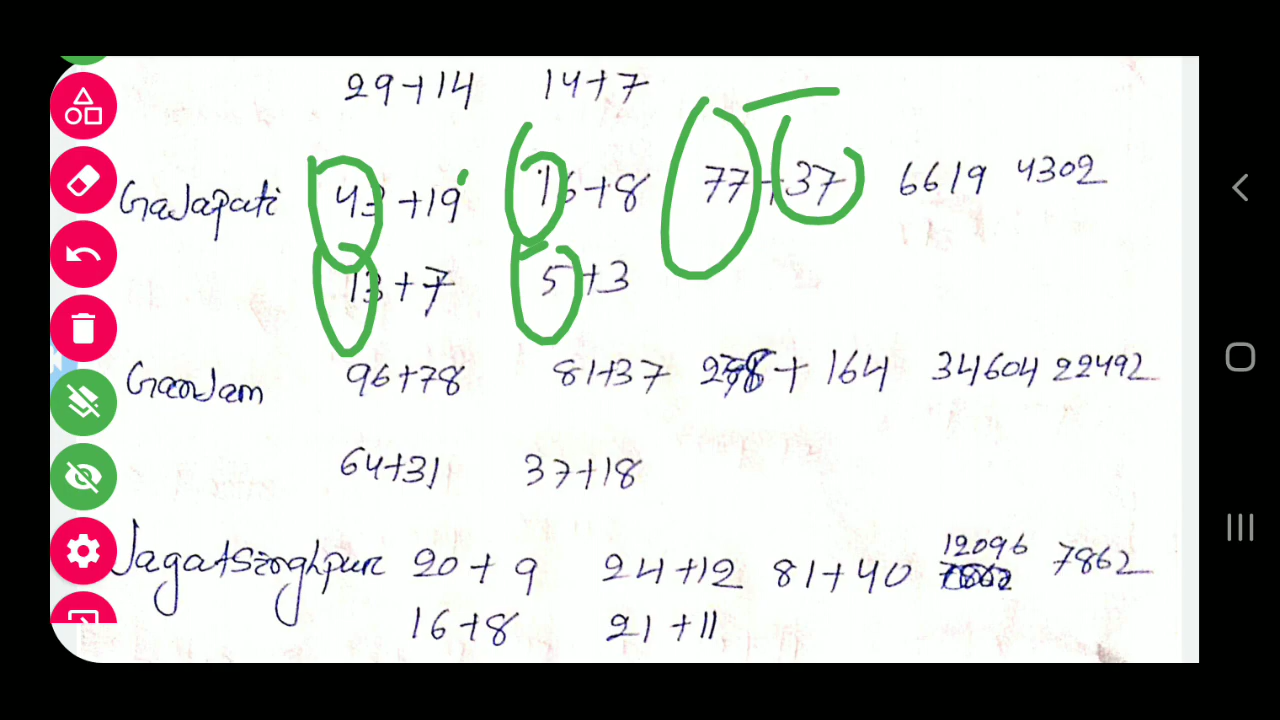 29+14 14+7
Gajapati 43+19 16+8 77+37 6619 4302
13+7 5+3
Ganjam 96+78 81+37 + 164 34604 22492
64+31 37+18
Jagatsinghpur 20+9 24+12 81+40 12096 7862
16+8 21+11